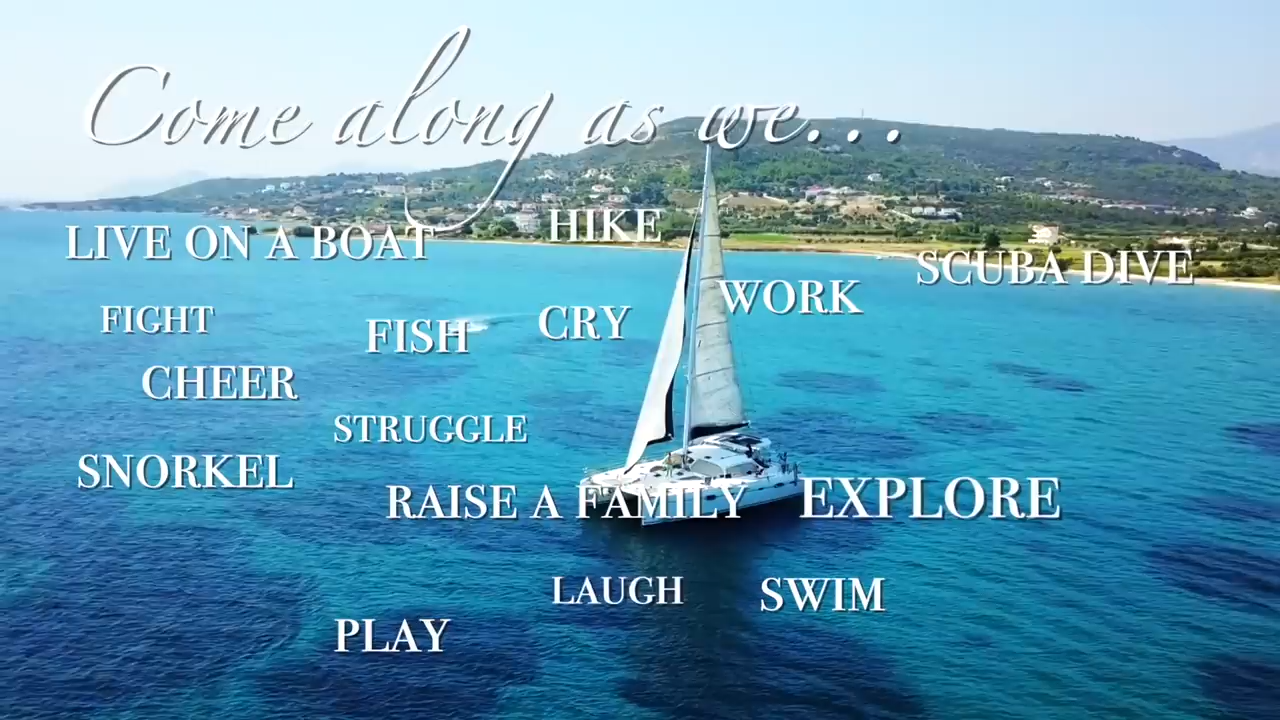 Come along as we...
HIKE
LIVE ON A BOAT
SCUBA DIVE
WORK
FIGHT
CRY
FISH
CHEER
STRUGGLE
SNORKEL
RAISE A FAMILY
EXPLORE
LAUGH
SWIM
PLAY